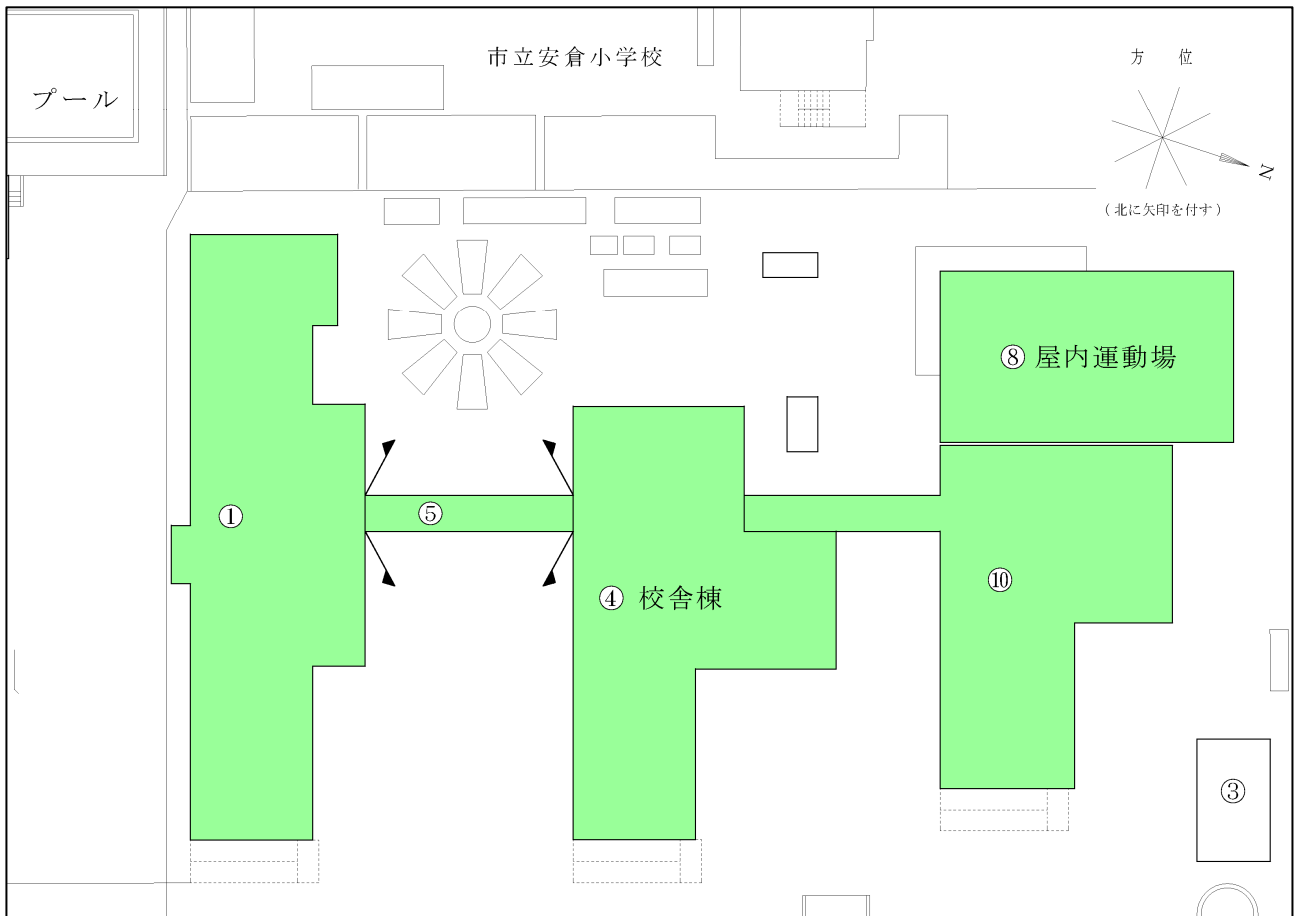 市立安倉小学校
方 位
プール
N
(北に矢印を付す)
⑧ 屋内運動場
①
⑤
⑩
④ 校舎棟
③